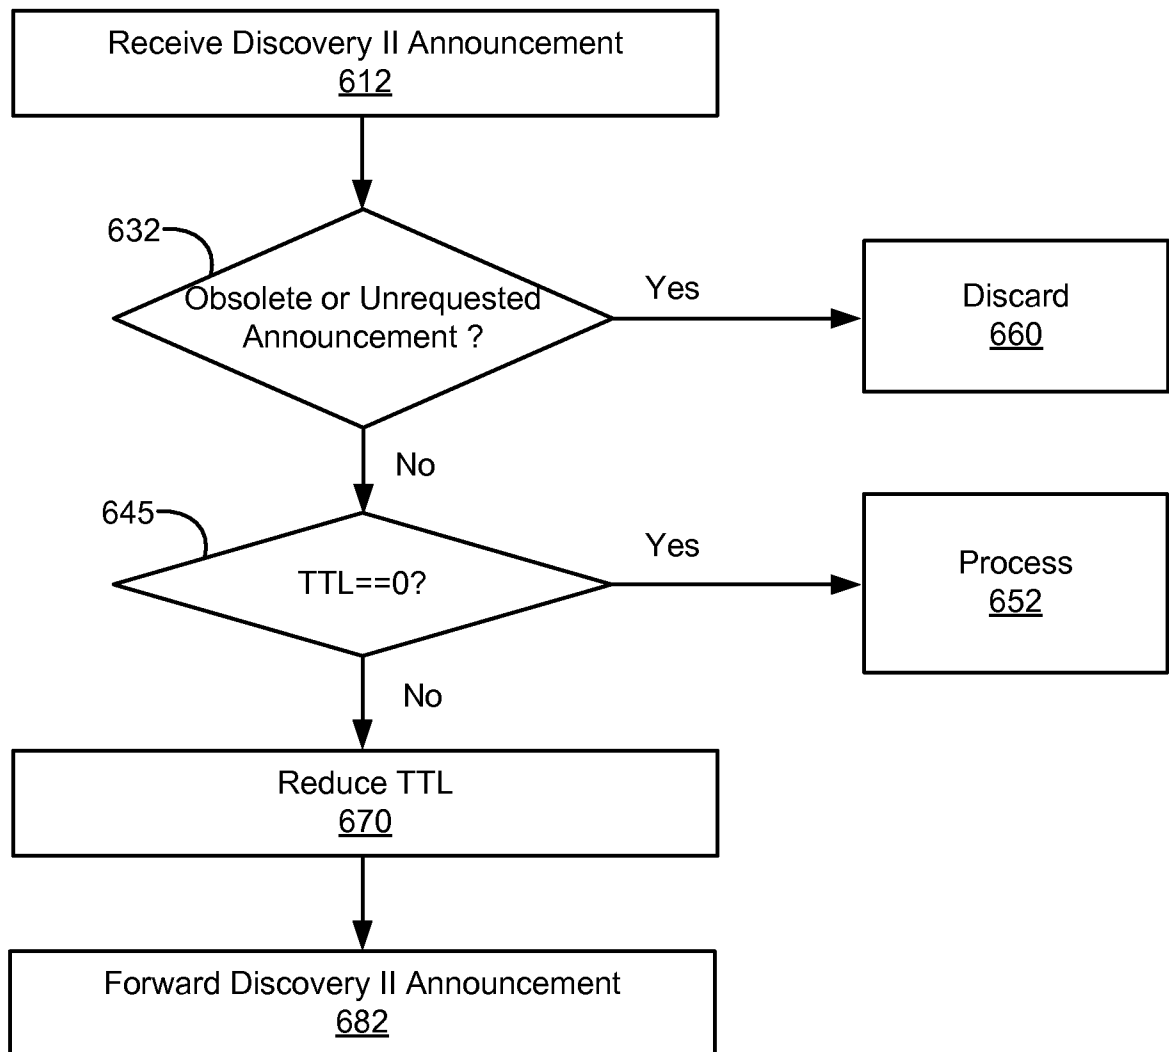 Receive Discovery II Announcement
612
632
Obsolete or Unrequested
Announcement ?
Yes
Discard
660
No
645
TTL==0?
Yes
Process
652
No
Reduce TTL
670
Forward Discovery II Announcement
682